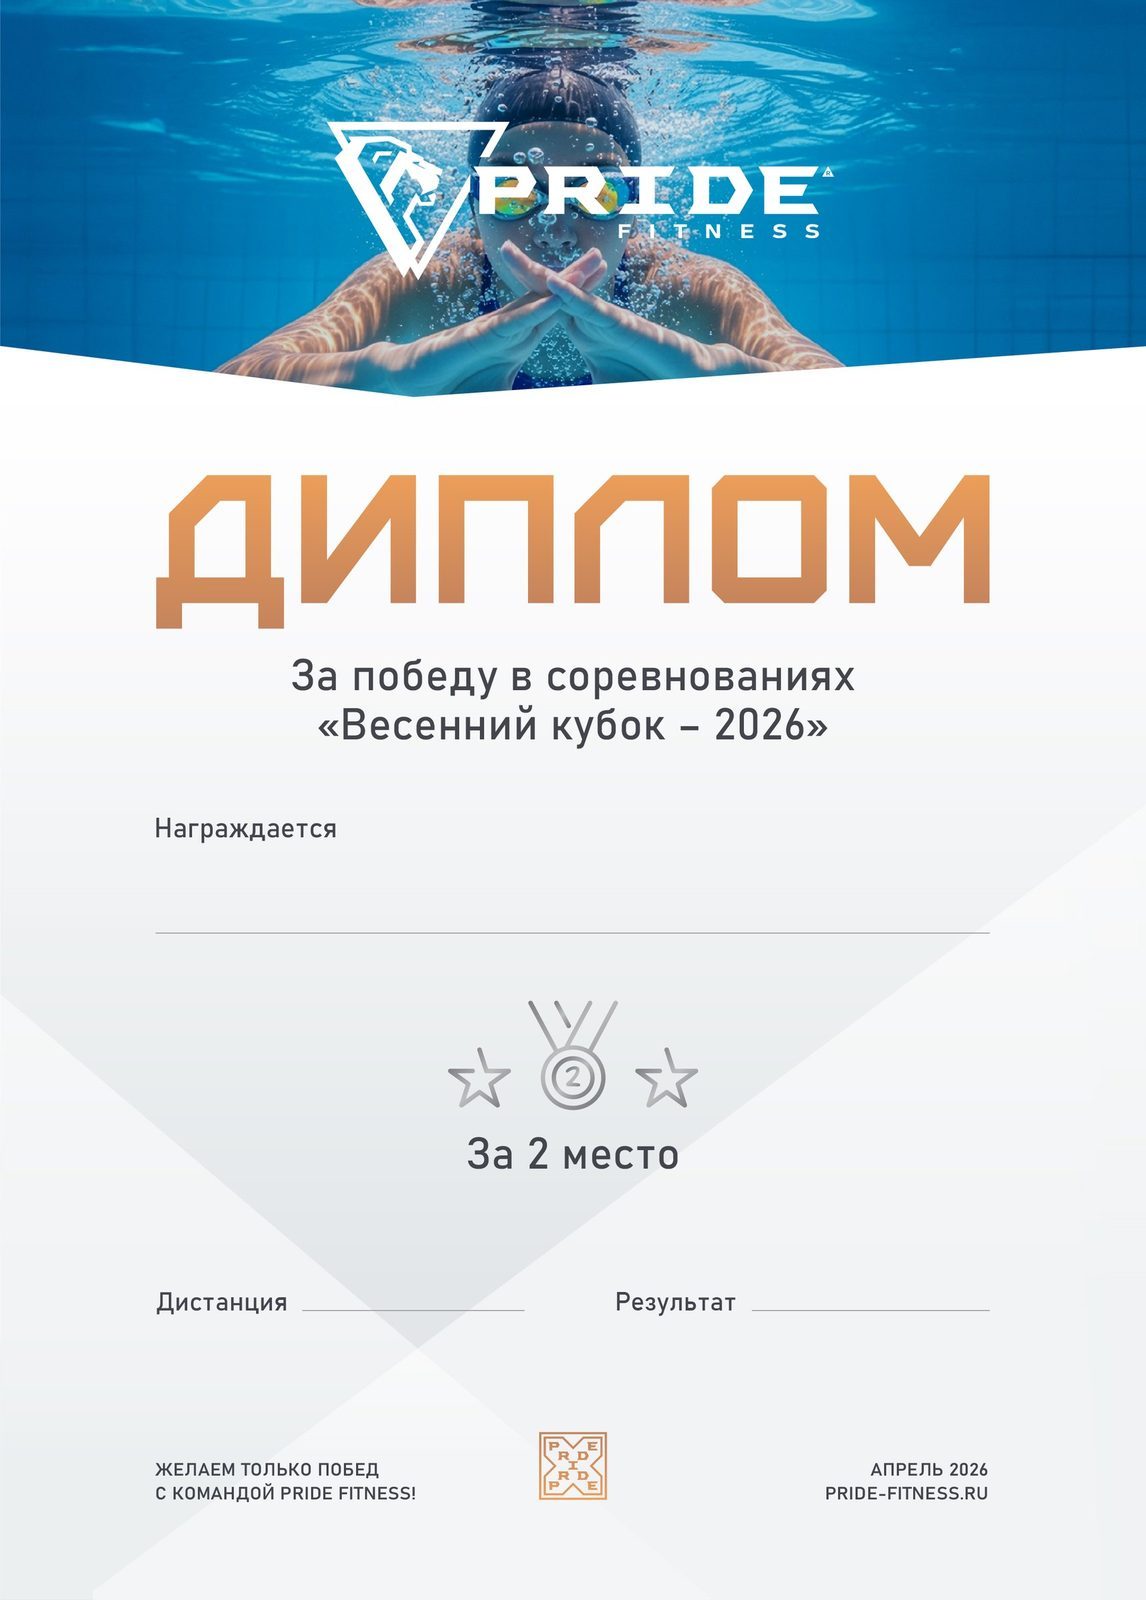 PRIDE
FITNESS
ДИПЛОМ
За победу в соревнованиях
«Весенний кубок – 2026»
Награждается
2
За 2 место
Дистанция
Результат
ЖЕЛАЕМ ТОЛЬКО ПОБЕД
С КОМАНДОЙ PRIDE FITNESS!
P E
R D
I
R D
P E
АПРЕЛЬ 2026
PRIDE-FITNESS.RU